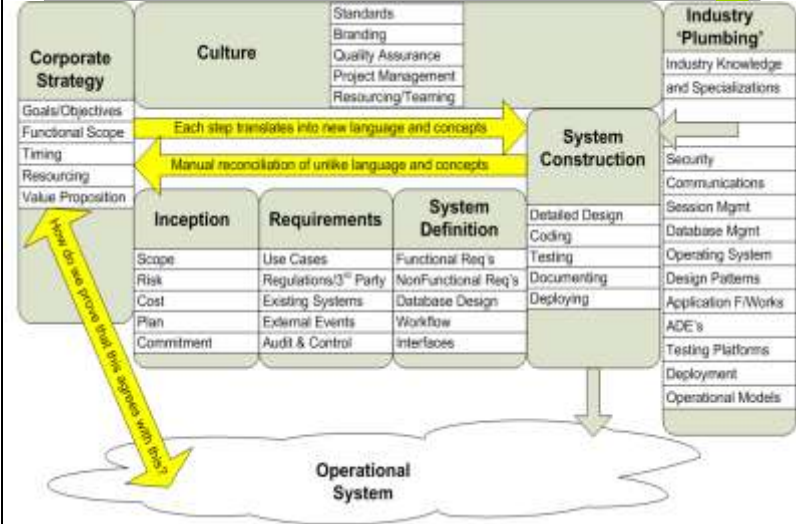 Corporate
Strategy
Goals/Objectives
Functional Scope
Timing
Resourcing
Value Proposition
Culture
Standards
Branding
Quality Assurance
Project Management
Resourcing/Teaming
Industry
'Plumbing'
Industry Knowledge
and Specializations
Security
Communications
Session Mgmt
Database Mgmt
Operating System
Design Patterns
Application F/Works
ADE's
Testing Platforms
Deployment
Operational Models
Each step translates into new language and concepts
Manual reconciliation of unlike language and concepts
System
Construction
Detailed Design
Coding
Testing
Documenting
Deploying
Inception
Scope
Risk
Cost
Plan
Commitment
Requirements
Use Cases
Regulations/3rd Party
Existing Systems
External Events
Audit & Control
System
Definition
Functional Req's
NonFunctional Req's
Database Design
Workflow
Interfaces
How do we prove that this agrees with this?
Operational
System